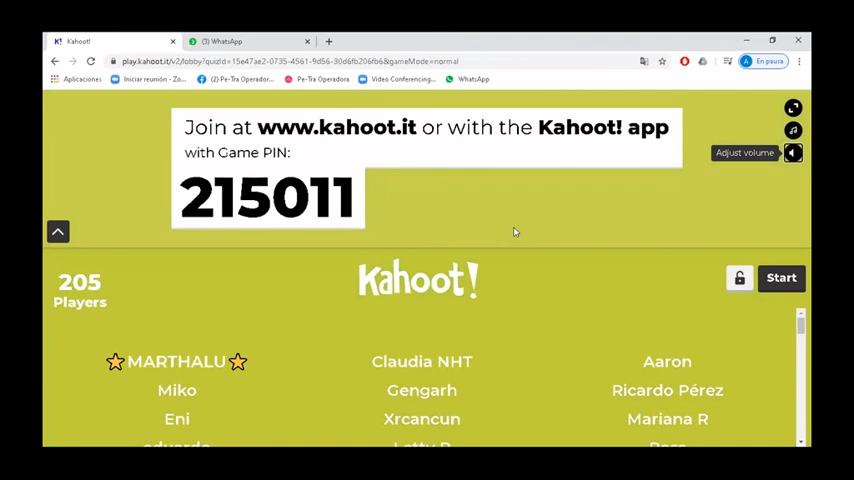 Kahoot!
(3) WhatsApp
play.kahoot.it/v2/lobby?quizId=15e47ae2-0735-4561-9d56-30d6fb206fb6&gameMode=normal
En pausa
Aplicaciones
Iniciar reunión - Zo...
(2) Pe-Tra Operador...
Pe-Tra Operadora
Video Conferencing...
WhatsApp
Join at www.kahoot.it or with the Kahoot! app
with Game PIN:
Adjust volume
215011
205
Players
Kahoot!
Start
MARTHALU
Claudia NHT
Aaron
Miko
Gengarh
Ricardo Pérez
Eni
Xrcancun
Mariana R
eduardo